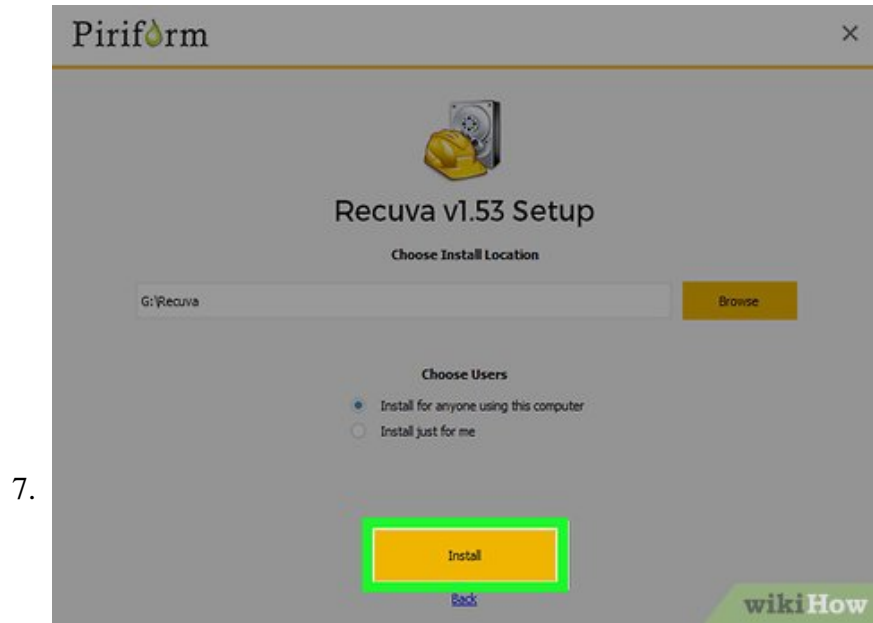 Piriform
Recuva v1.53 Setup
Choose Install Location
G:\Recuva
Browse
Choose Users
Install for anyone using this computer
Install just for me
7.
Install
Back
wikiHow